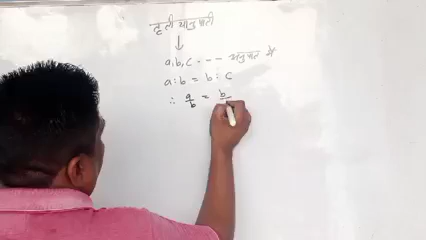 तृतीयानुपाती
↓
a, b, c - - - अनुपात में
a : b = b : c
∴ a/b = b/